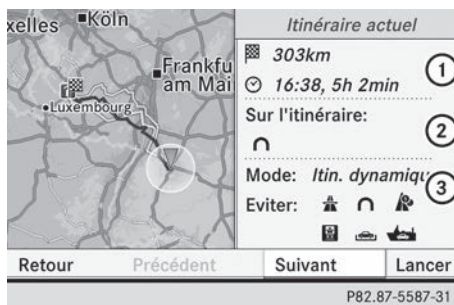 xelles
Köln
Frankfu
am Mai
Luxembourg
Itinéraire actuel
303km
1
16:38, 5h 2min
Sur l'itinéraire:
2
Mode: Itin. dynamiqu
3
Eviter:
Retour Précédent Suivant Lancer
P82.87-5587-31